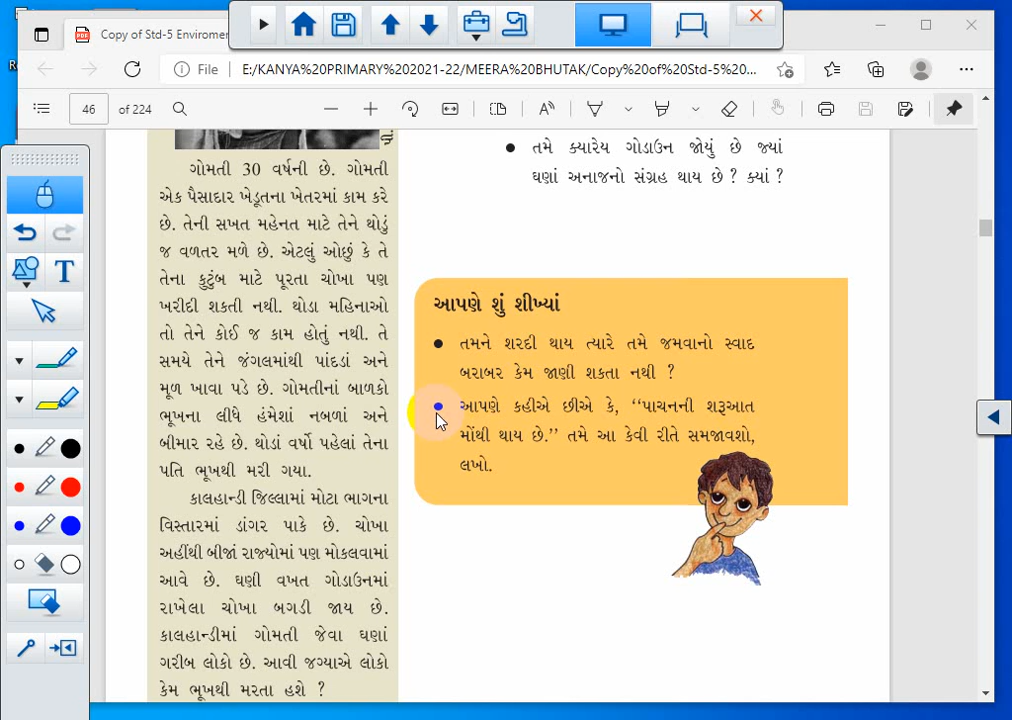 Copy of Std-5 Enviromen
File
E:/KANYA%20PRIMARY%202021-22/MEERA%20BHUTAK/Copy%20of%20Std-5%20...
46
of 224
T
ગોમતી 30 વર્ષની છે. ગોમતી
એક પૈસાદાર ખેડૂતના ખેતરમાં કામ કરે
છે. તેની સખત મહેનત માટે તેને થોડું
જ વળતર મળે છે. એટલું ઓછું કે તે
તેના કુટુંબ માટે પૂરતા ચોખા પણ
ખરીદી શકતી નથી. થોડા મહિનાઓ
તો તેને કોઈ જ કામ હોતું નથી. તે
સમયે તેને જંગલમાંથી પાંદડાં અને
મૂળ ખાવા પડે છે. ગોમતીનાં બાળકો
ભૂખના લીધે હંમેશાં નબળાં અને
બીમાર રહે છે. થોડાં વર્ષો પહેલાં તેના
પતિ ભૂખથી મરી ગયા.
કાલહાન્ડી જિલ્લામાં મોટા ભાગના
વિસ્તારમાં ડાંગર પાકે છે. ચોખા
અહીંથી બીજાં રાજ્યોમાં પણ મોકલવામાં
આવે છે. ઘણી વખત ગોડાઉનમાં
રાખેલા ચોખા બગડી જાય છે.
કાલહાન્ડીમાં ગોમતી જેવા ઘણાં
ગરીબ લોકો છે. આવી જગ્યાએ લોકો
કેમ ભૂખથી મરતા હશે ?
● તમે ક્યારેય ગોડાઉન જોયું છે જ્યાં
ઘણાં અનાજનો સંગ્રહ થાય છે ? ક્યાં ?
આપણે શું શીખ્યાં
● તમને શરદી થાય ત્યારે તમે જમવાનો સ્વાદ
બરાબર કેમ જાણી શકતા નથી ?
● આપણે કહીએ છીએ કે, ‘‘પાચનની શરૂઆત
મોંથી થાય છે.’’ તમે આ કેવી રીતે સમજાવશો,
લખો.